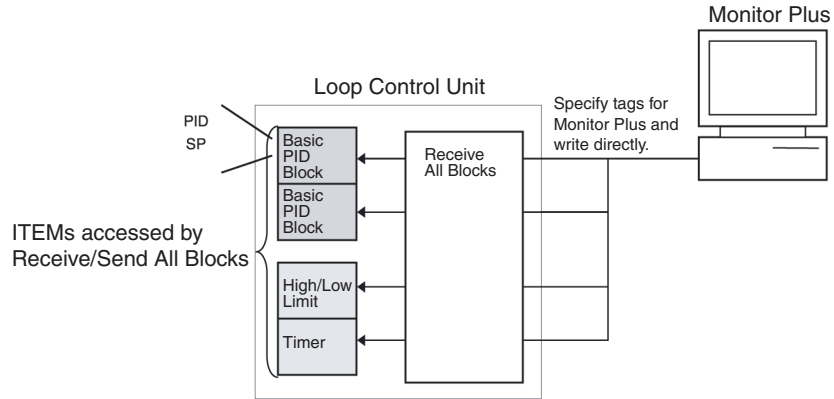 Monitor Plus
Loop Control Unit
Specify tags for
Monitor Plus and
write directly.
PID
SP
Basic
PID
Block
Receive
All Blocks
Basic
PID
Block
ITEMs accessed by
Receive/Send All Blocks
High/Low
Limit
Timer